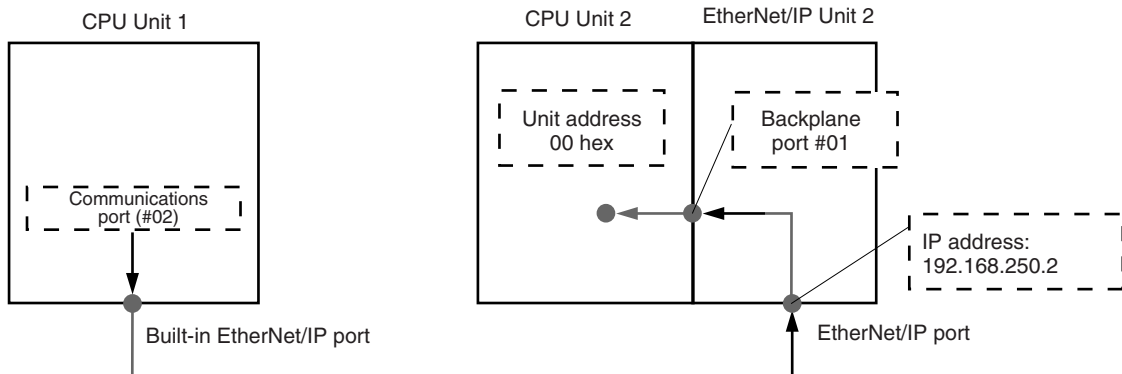 CPU Unit 1
CPU Unit 2
EtherNet/IP Unit 2
Unit address
00 hex
Backplane
port #01
Communications
port (#02)
IP address:
192.168.250.2
Built-in EtherNet/IP port
EtherNet/IP port